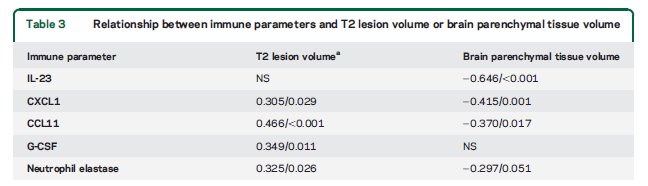 Table 3 Relationship between immune parameters and T2 lesion volume or brain parenchymal tissue volume
Immune parameter T2 lesion volumeᵃ Brain parenchymal tissue volume
IL-23 NS −0.646/<0.001
CXCL1 0.305/0.029 −0.415/0.001
CCL11 0.466/<0.001 −0.370/0.017
G-CSF 0.349/0.011 NS
Neutrophil elastase 0.325/0.026 −0.297/0.051